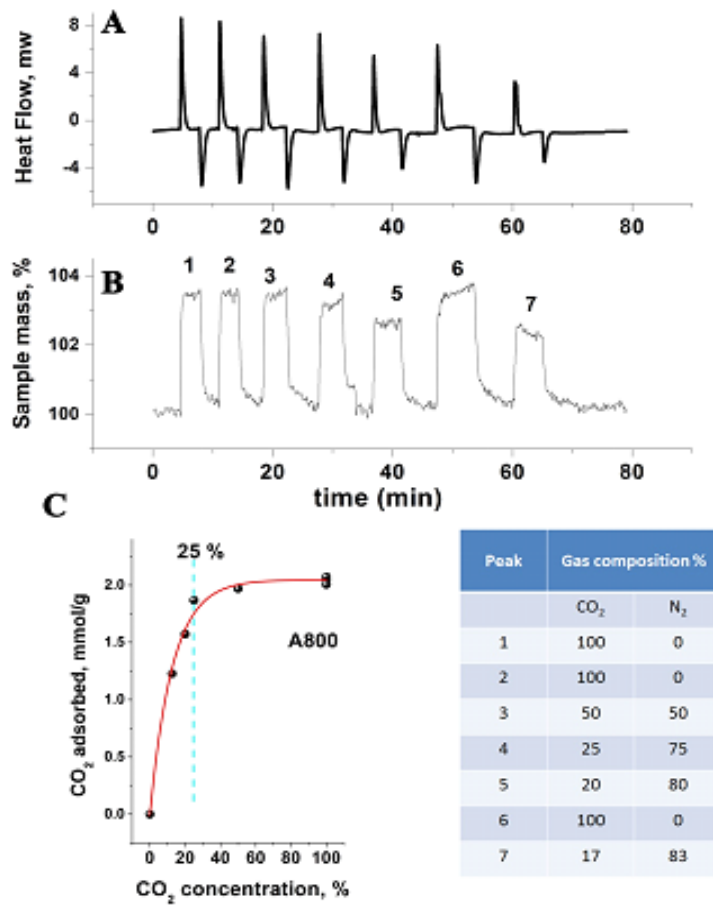 A
Heat Flow, mw
8
4
0
-4
0 20 40 60 80
B
Sample mass, %
104
102
100
1 2 3 4 5 6 7
0 20 40 60 80
time (min)
C
25 %
CO₂ adsorbed, mmol/g
2.0
1.5
1.0
0.5
0.0
A800
0 20 40 60 80 100
CO₂ concentration, %
Peak Gas composition %
CO₂ N₂
1 100 0
2 100 0
3 50 50
4 25 75
5 20 80
6 100 0
7 17 83